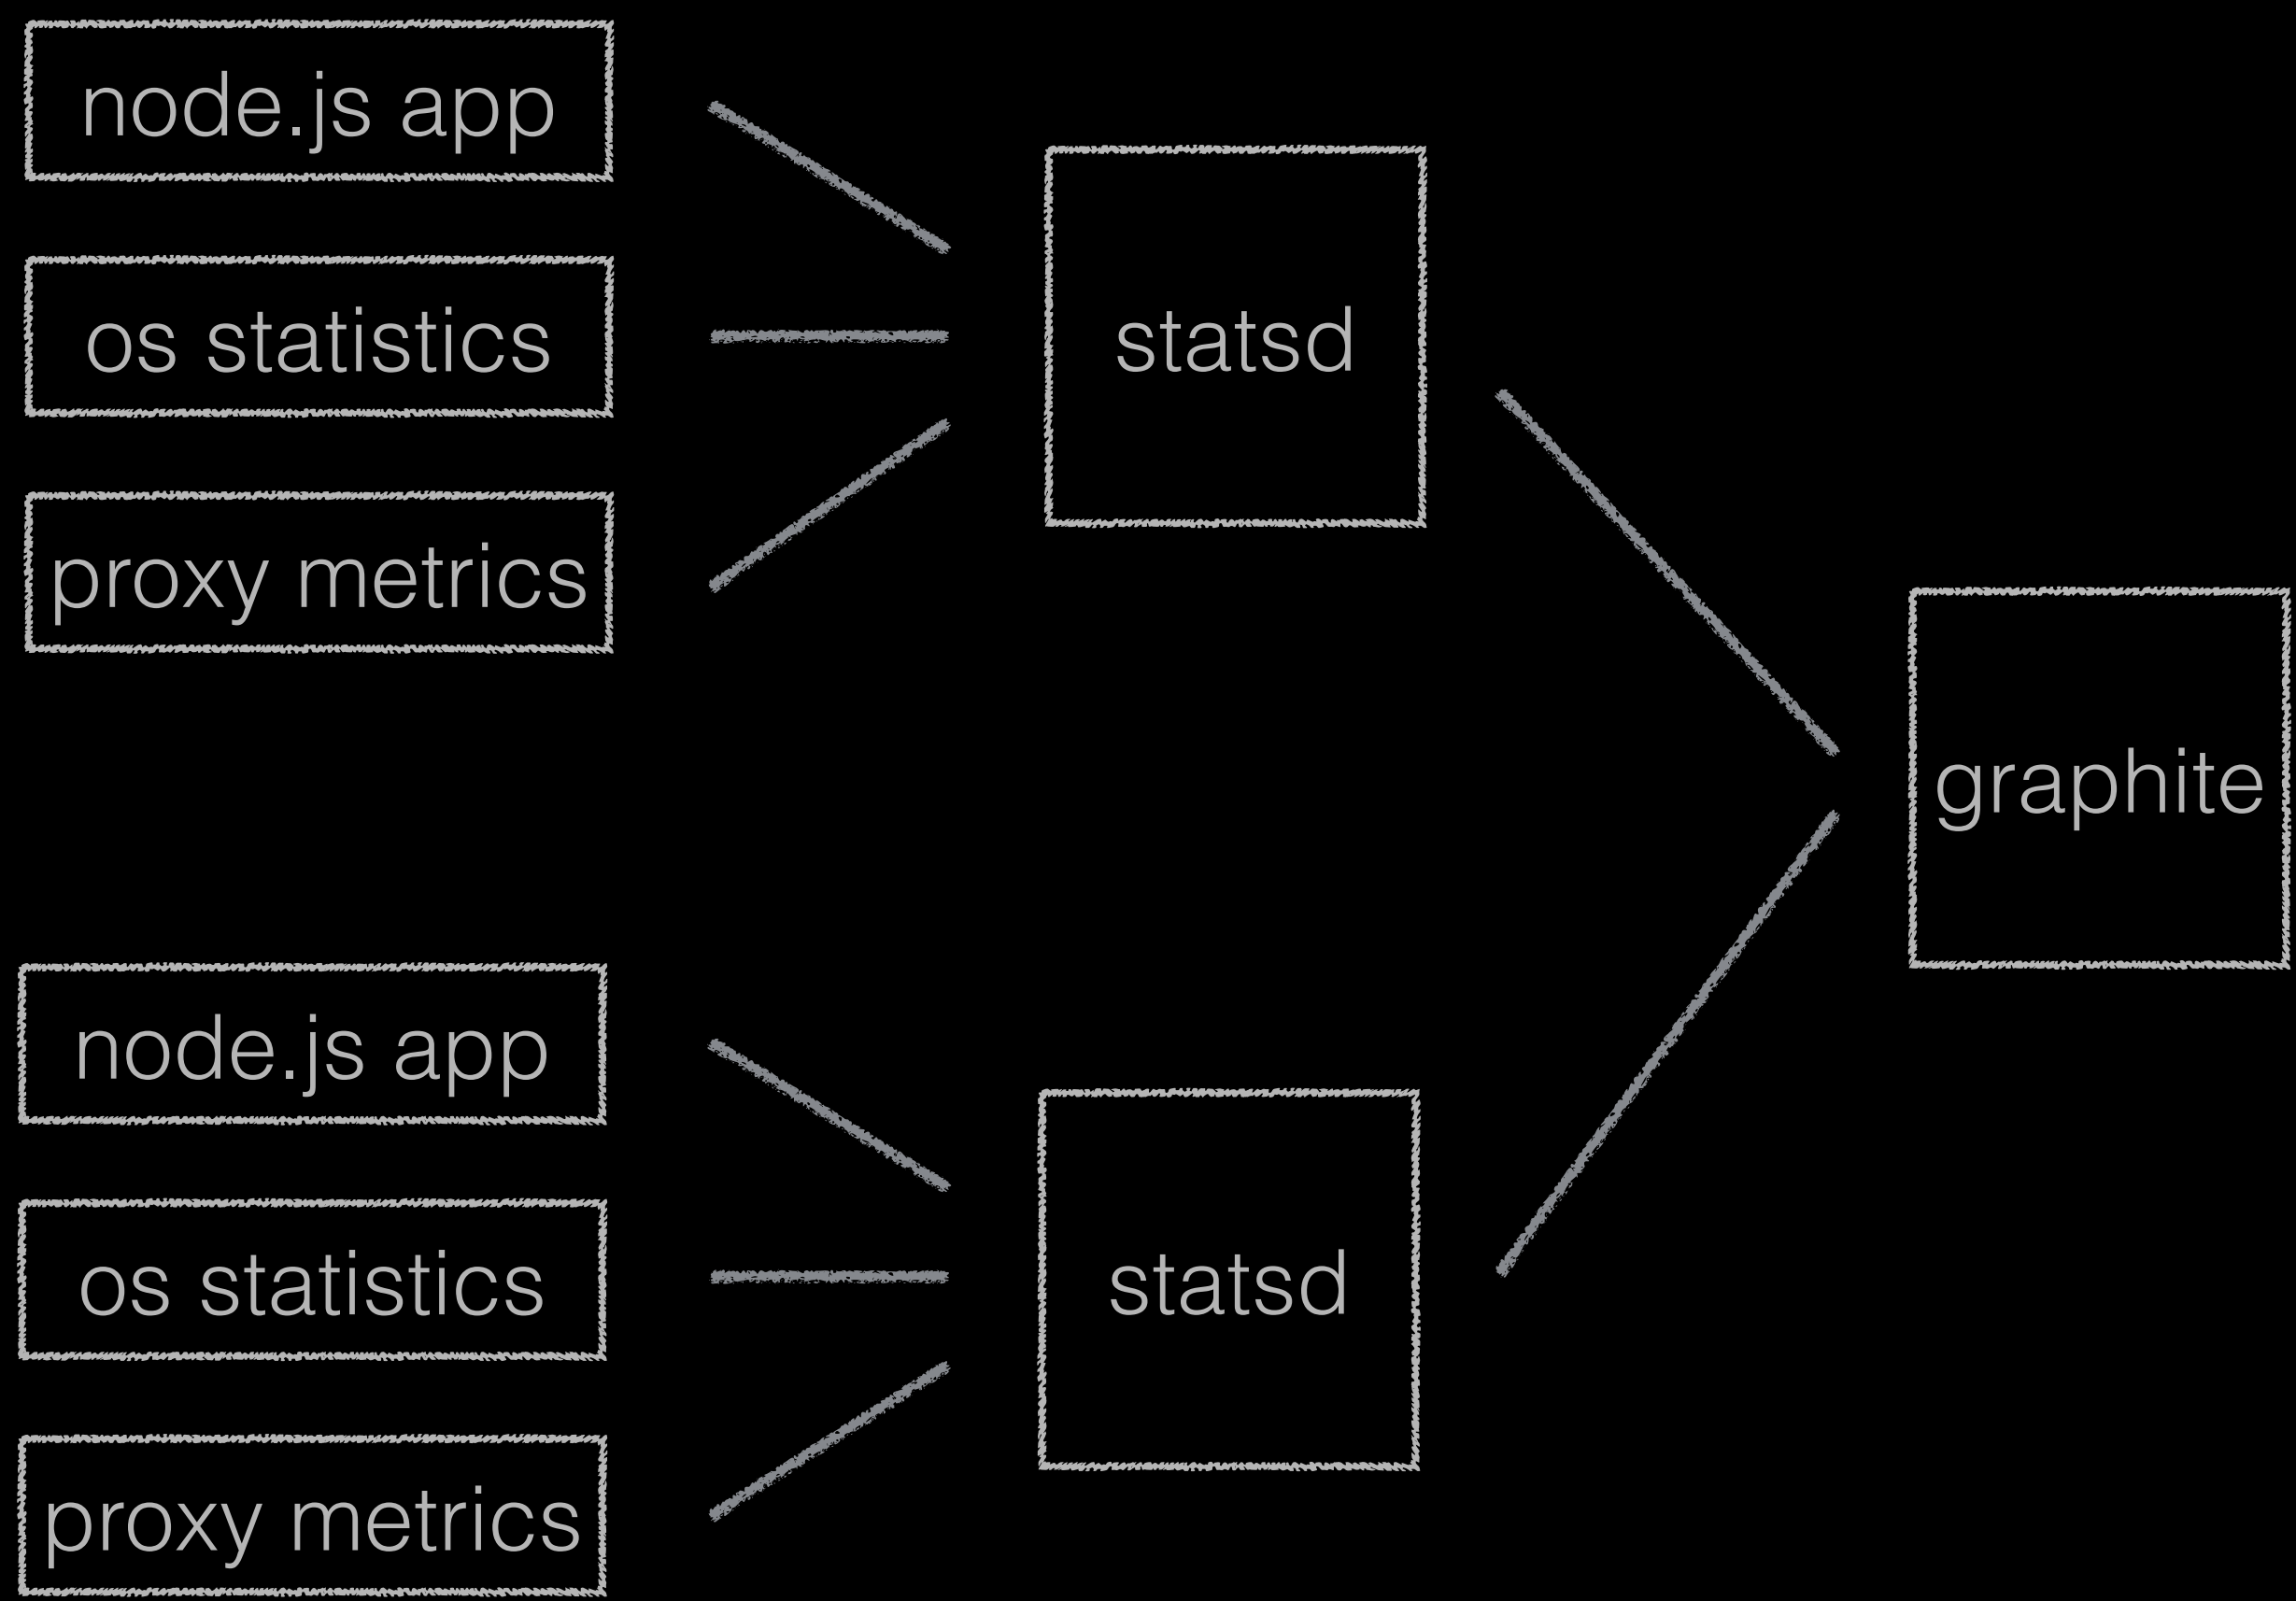 node.js app
os statistics
proxy metrics
statsd
node.js app
os statistics
proxy metrics
statsd
graphite